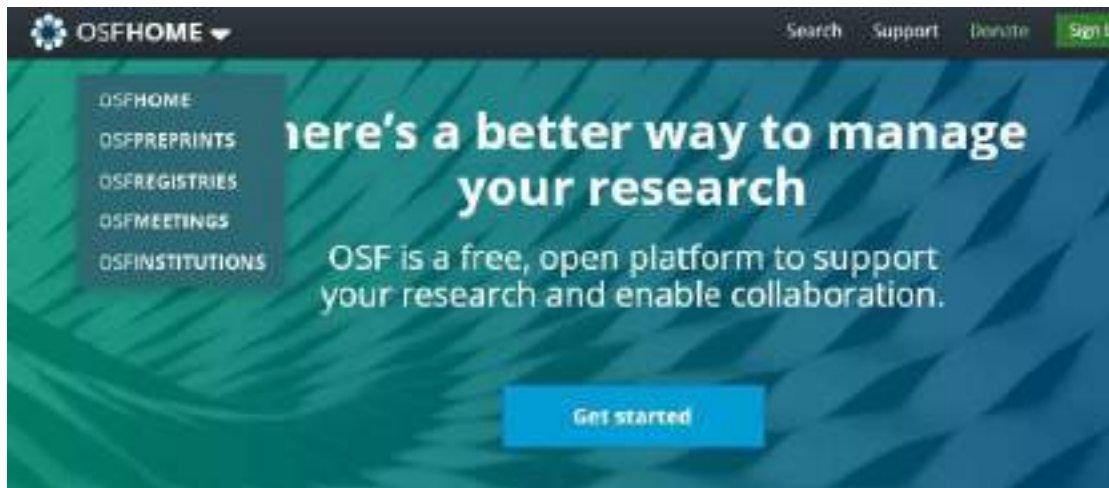 OSFHOME
Search Support Donate Sign
OSFHOME
OSFPREPRINTS
OSFREGISTRIES
OSFMEETINGS
OSFINSTITUTIONS
here's a better way to manage
your research
OSF is a free, open platform to support
your research and enable collaboration.
Get started